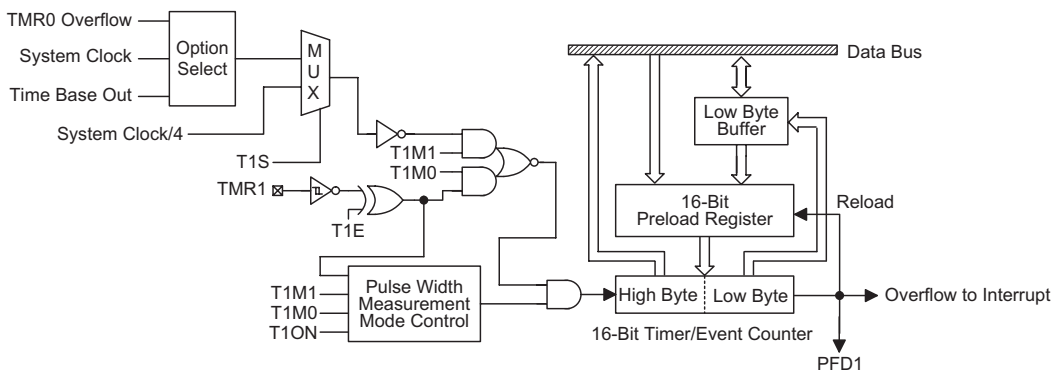 TMR0 Overflow
System Clock
Time Base Out
Option
Select
M
U
X
System Clock/4
T1S
T1M1
T1M0
TMR1
T1E
T1M1
T1M0
T1ON
Pulse Width
Measurement
Mode Control
Data Bus
Low Byte
Buffer
16-Bit
Preload Register
Reload
High Byte
Low Byte
Overflow to Interrupt
16-Bit Timer/Event Counter
PFD1